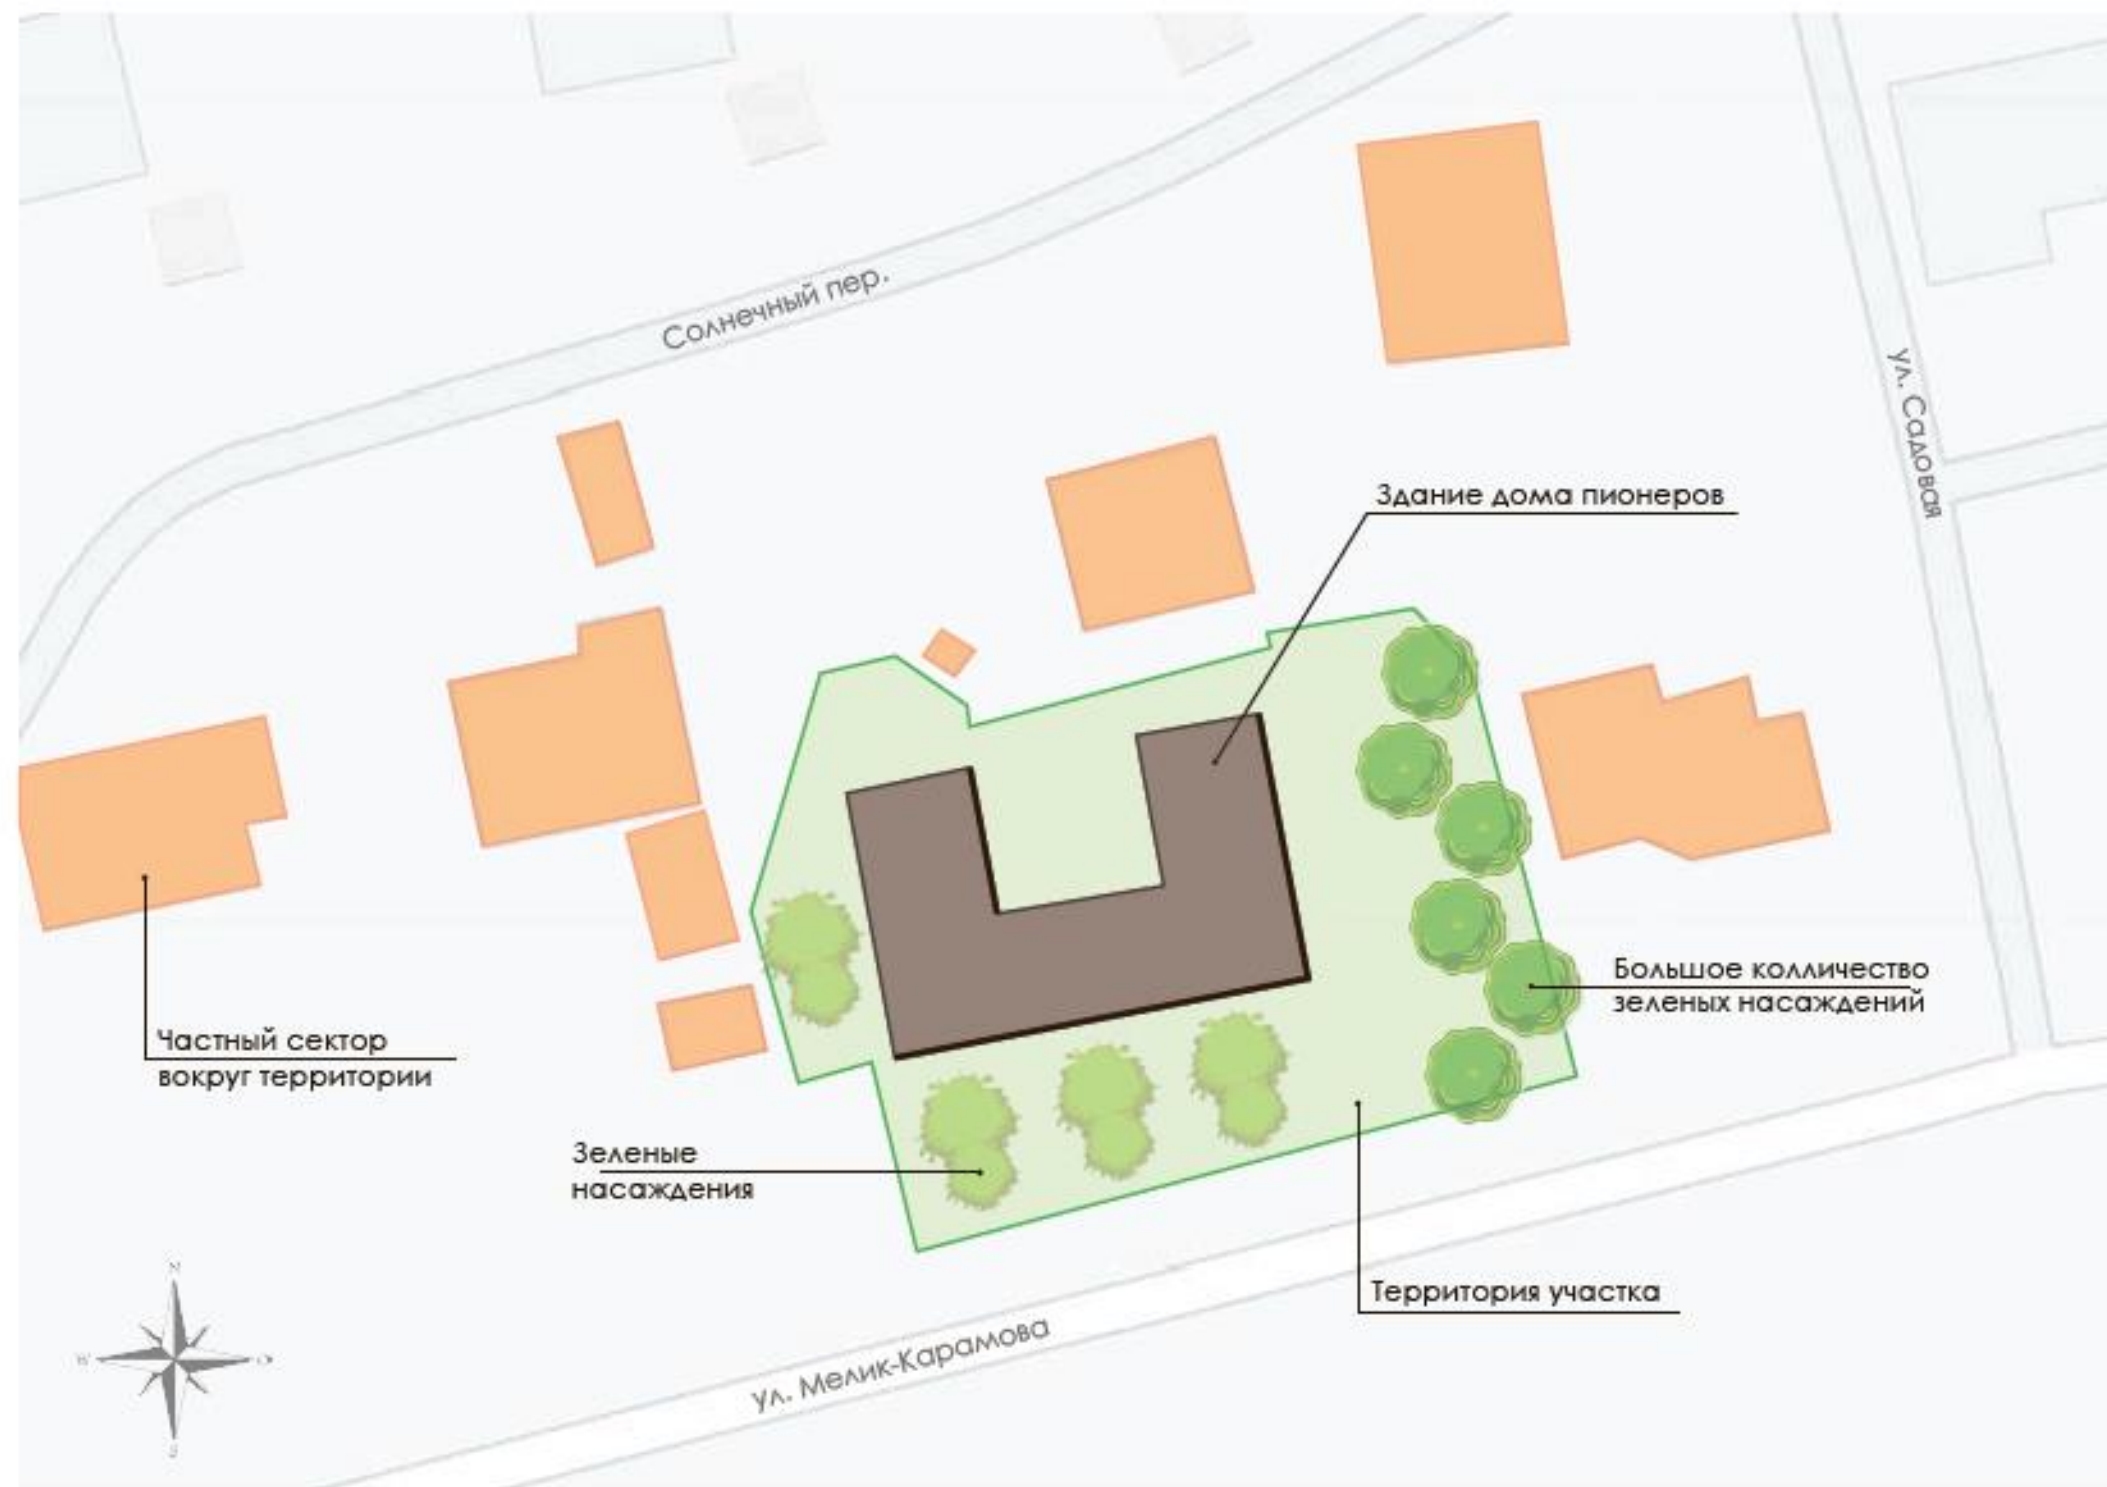 Солнечный пер.
ул. Садовая
Здание дома пионеров
Большое колличество
зеленых насаждений
Частный сектор
вокруг территории
Зеленые
насаждения
Территория участка
ул. Мелик-Карамова
N
W
O
S